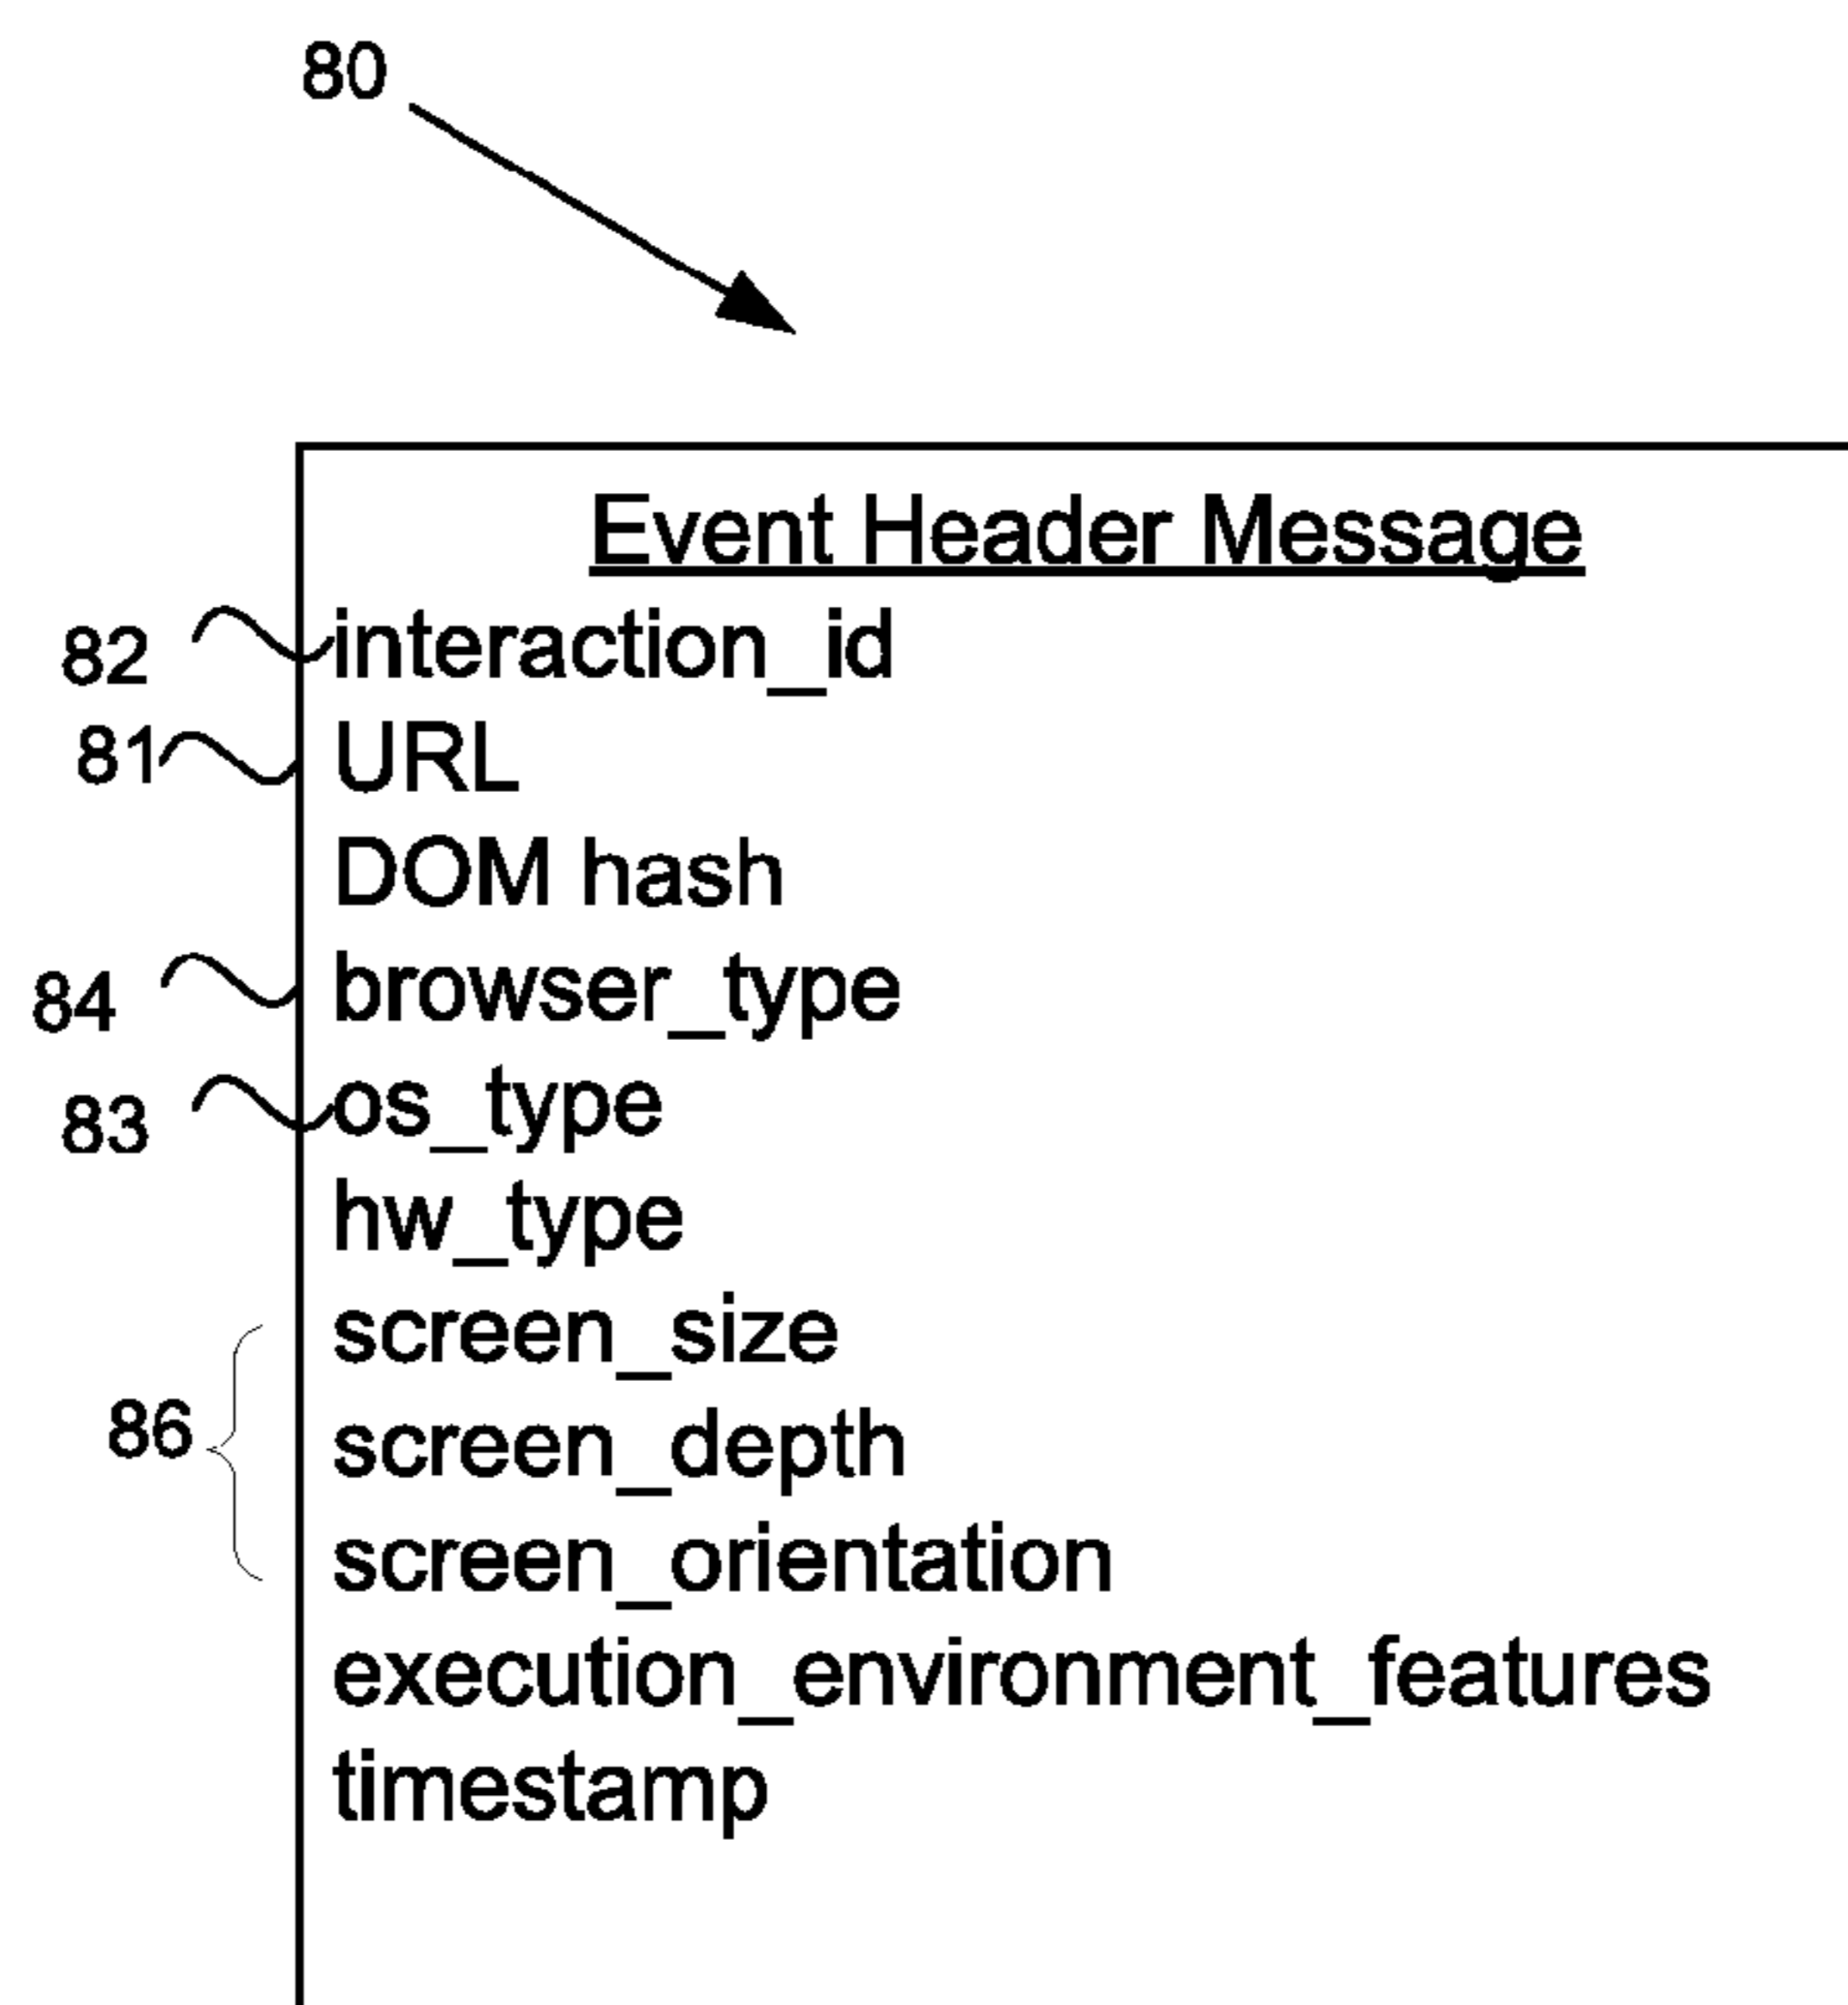 80
Event Header Message
82 interaction_id
81 URL
DOM hash
84 browser_type
83 os_type
hw_type
screen_size
86 screen_depth
screen_orientation
execution_environment_features
timestamp